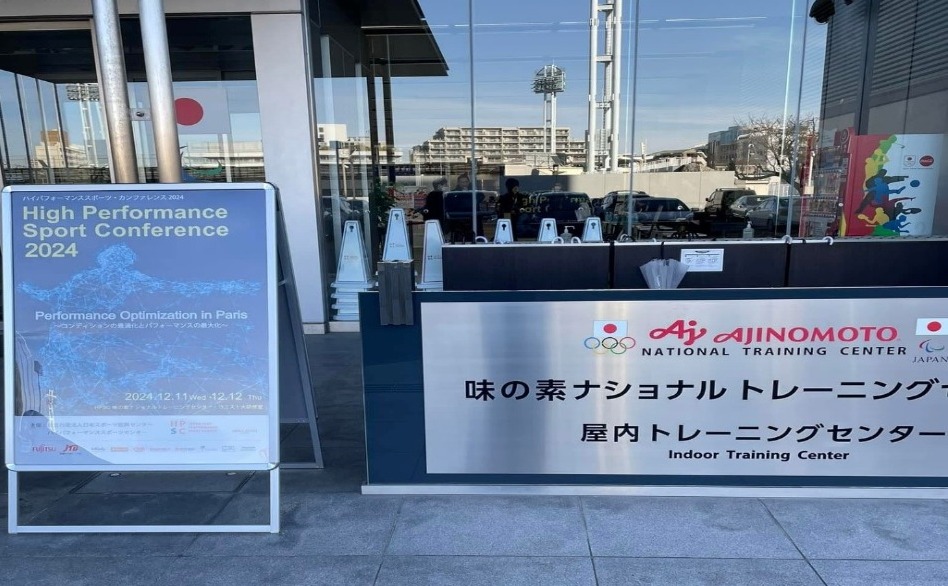 ハイパフォーマンススポーツ・カンファレンス 2024
High Performance
Sport Conference
2024
Performance Optimization in Paris
~コンディションの最適化とパフォーマンスの最大化~
2024.12.11 Wed - 12.12 Thu
HP
SC
FUJITSU JTB
Aj AJINOMOTO
NATIONAL TRAINING CENTER
JAPAN
味の素ナショナルトレーニング
屋内トレーニングセンター
Indoor Training Center